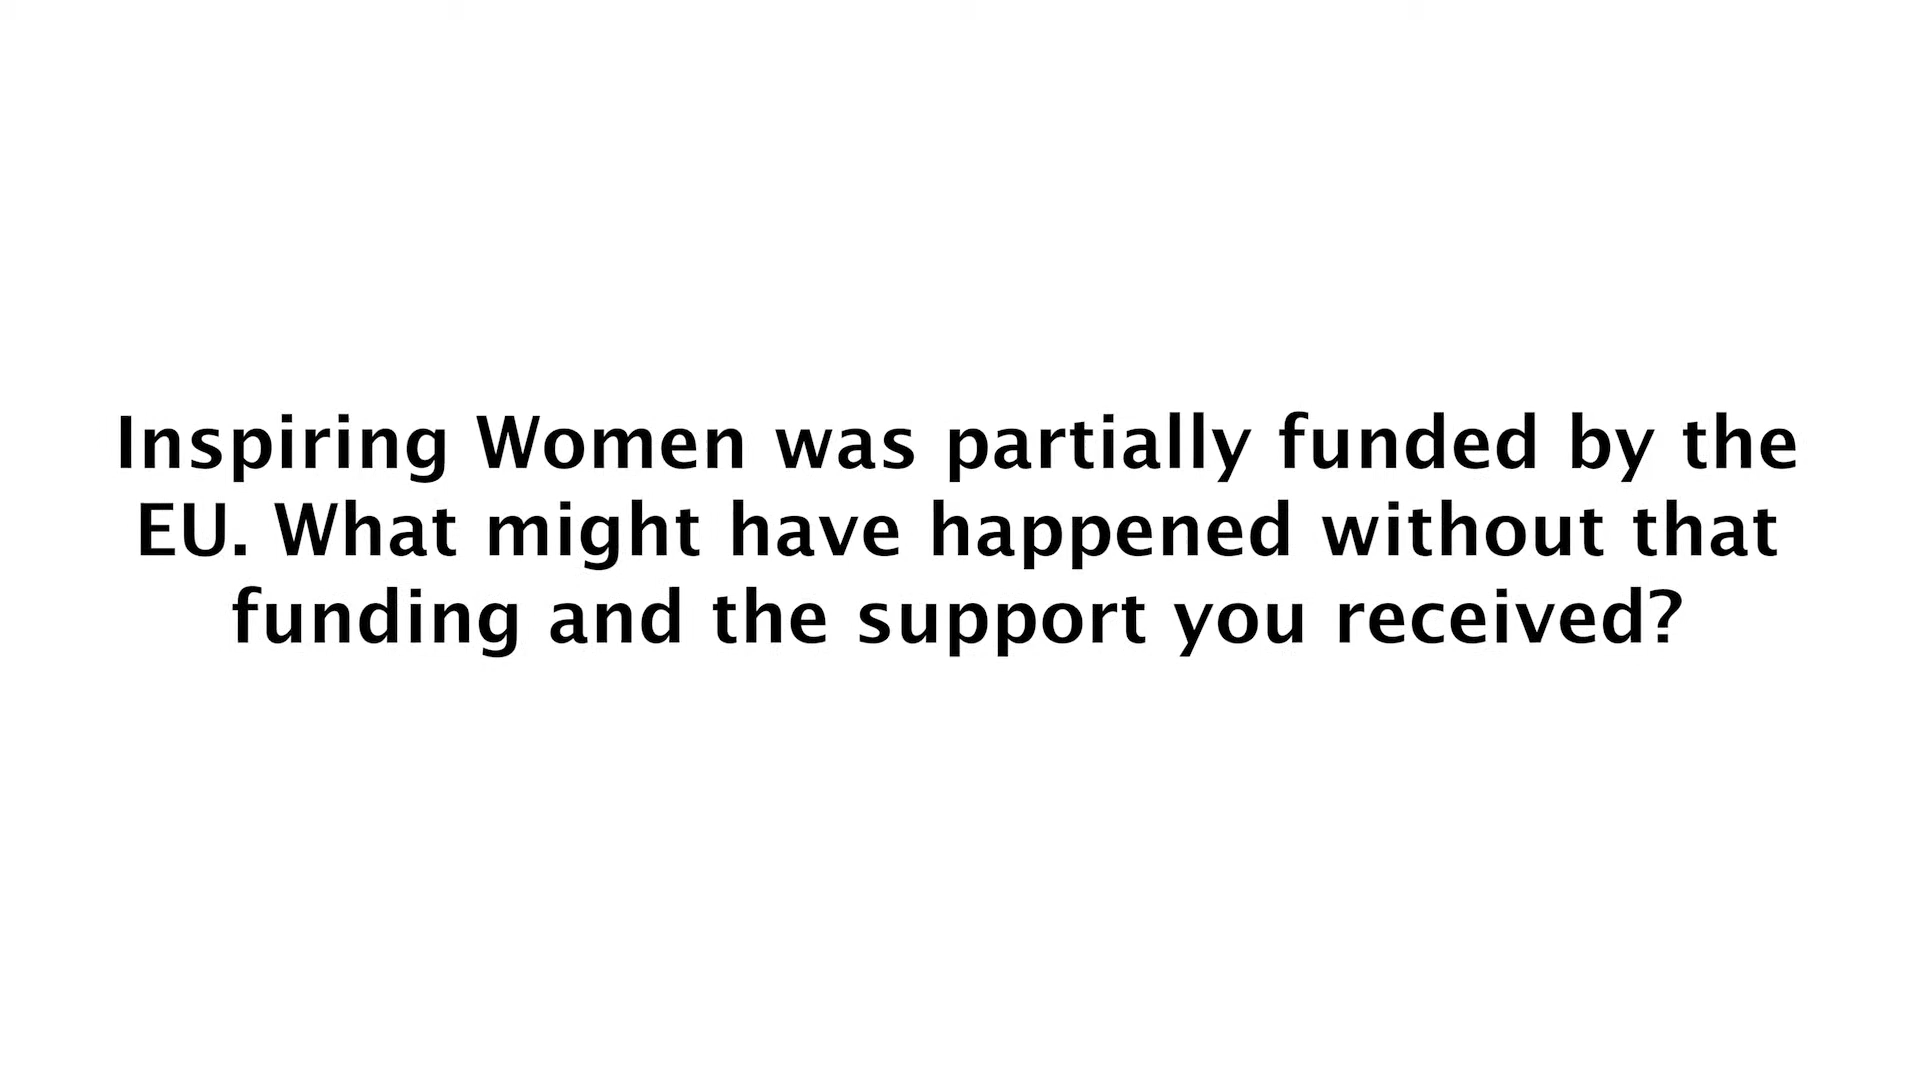 Inspiring Women was partially funded by the
EU. What might have happened without that
funding and the support you received?